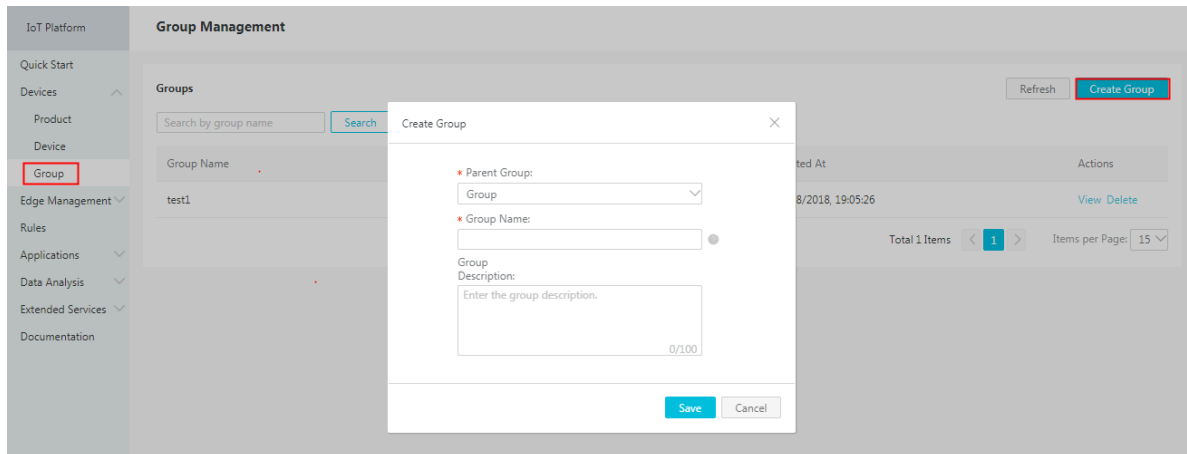 IoT Platform
Group Management
Quick Start
Devices
Product
Device
Group
Edge Management
Rules
Applications
Data Analysis
Extended Services
Documentation
Groups
Refresh
Create Group
Search by group name
Search
Group Name
ted At
Actions
test1
8/2018, 19:05:26
View Delete
Total 1 Items < 1 > Items per Page: 15
Create Group
* Parent Group:
Group
* Group Name:
Group
Description:
Enter the group description.
0/100
Save Cancel